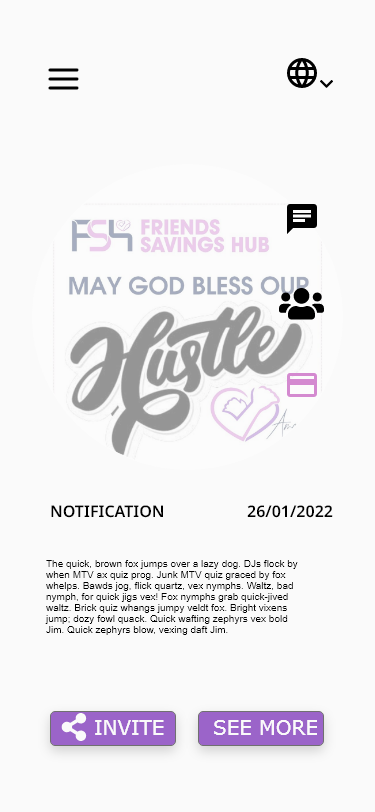 FSH FRIENDS
SAVINGS HUB
MAY GOD BLESS OUR
Hustle
NOTIFICATION 26/01/2022
The quick, brown fox jumps over a lazy dog. DJs flock by
when MTV ax quiz prog. Junk MTV quiz graced by fox
whelps. Bawds jog, flick quartz, vex nymphs. Waltz, bad
nymph, for quick jigs vex! Fox nymphs grab quick-jived
waltz. Brick quiz whangs jumpy veldt fox. Bright vixens
jump; dozy fowl quack. Quick wafting zephyrs vex bold
Jim. Quick zephyrs blow, vexing daft Jim.
INVITE SEE MORE